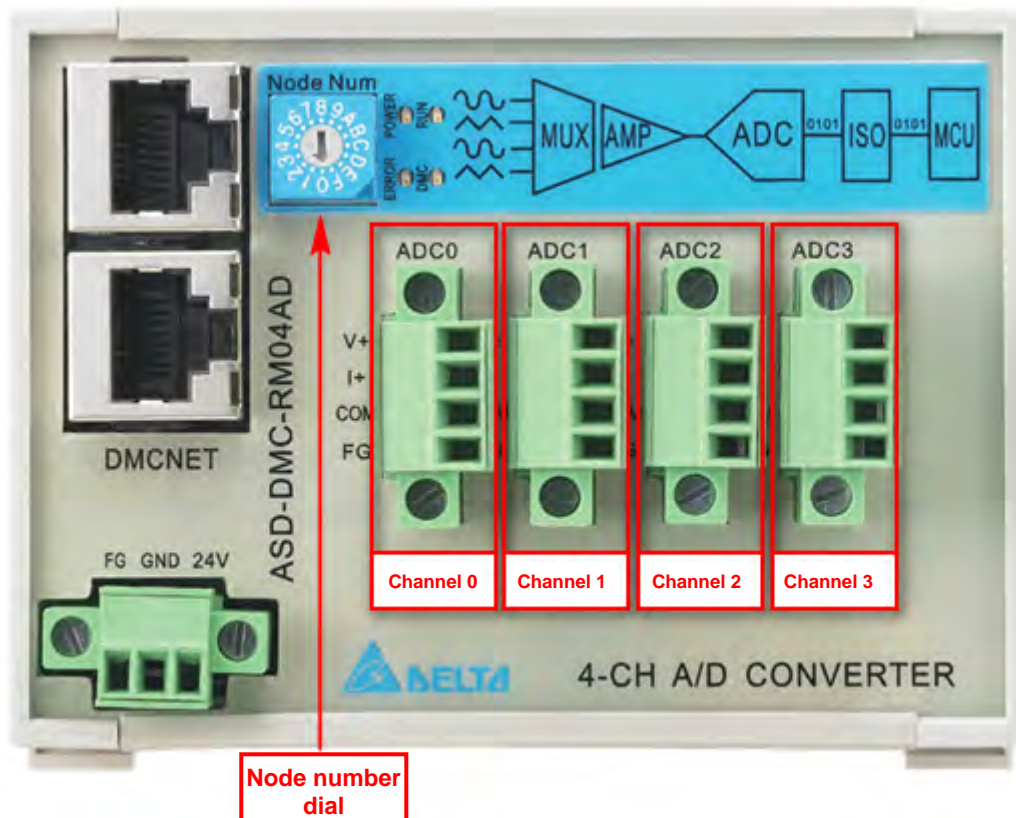 Node Num
0123456789ABCDEF
POWER
RUN
ERROR
DMC
MUX
AMP
ADC
0101
ISO
0101
MCU
ADC0
ADC1
ADC2
ADC3
V+
I+
COM
FG
DMCNET
ASD-DMC-RM04AD
FG GND 24V
Channel 0
Channel 1
Channel 2
Channel 3
DELTA
4-CH A/D CONVERTER
Node number
dial